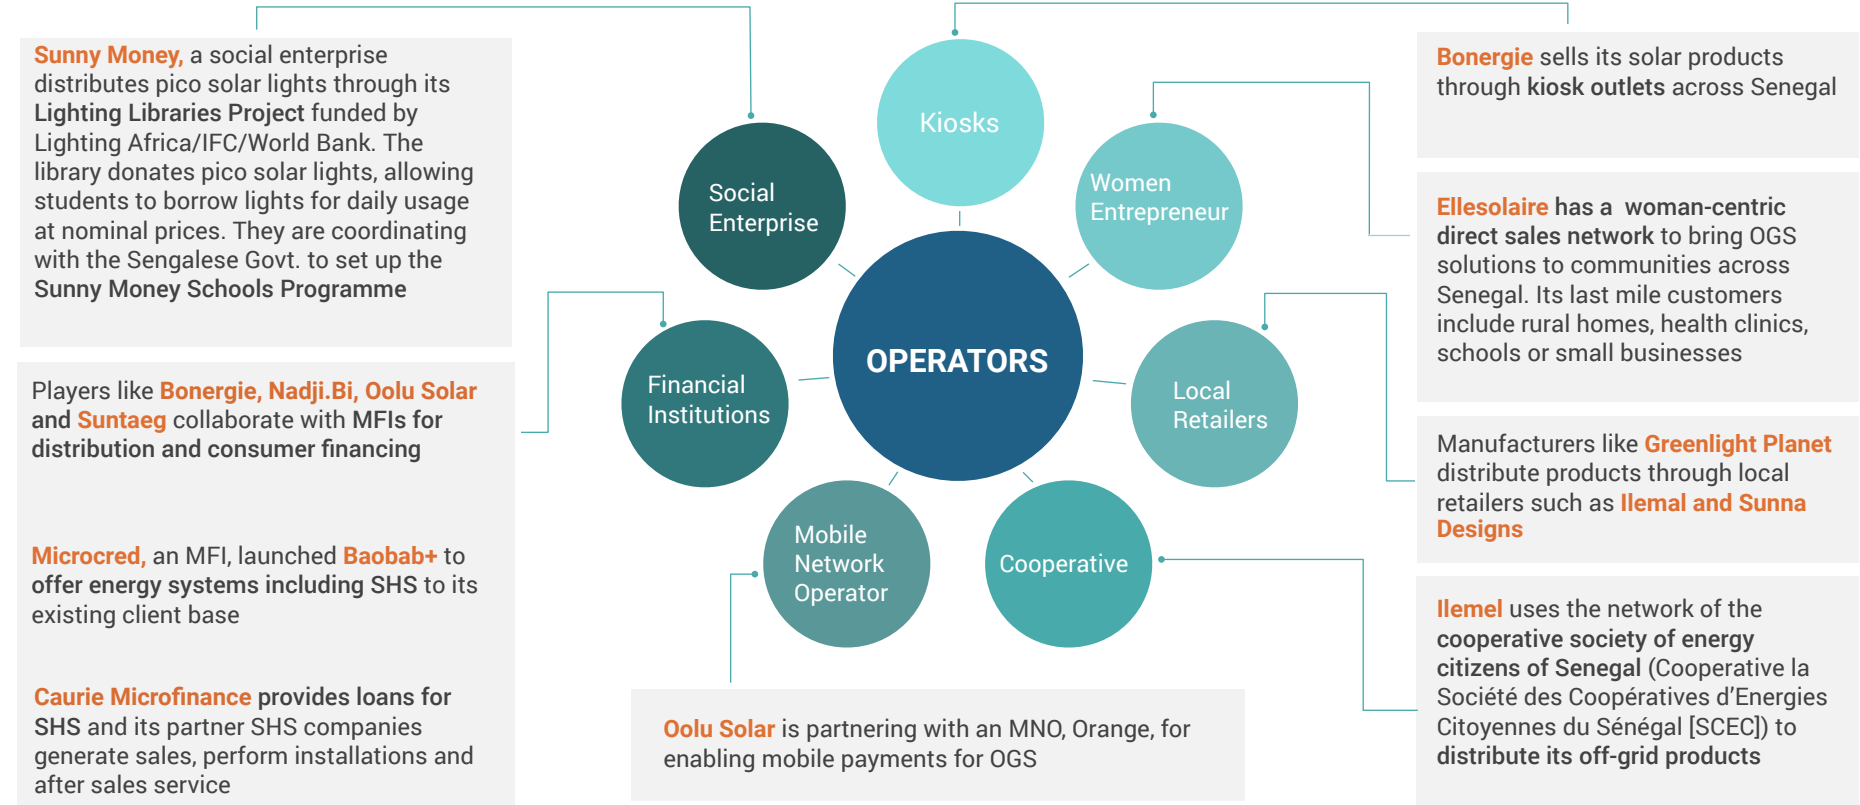 Sunny Money, a social enterprise
distributes pico solar lights through its
Lighting Libraries Project funded by
Lighting Africa/IFC/World Bank. The
library donates pico solar lights, allowing
students to borrow lights for daily usage
at nominal prices. They are coordinating
with the Sengalese Govt. to set up the
Sunny Money Schools Programme
Players like Bonergie, Nadji.Bi, Oolu Solar
and Suntaeg collaborate with MFIs for
distribution and consumer financing
Microcred, an MFI, launched Baobab+ to
offer energy systems including SHS to its
existing client base
Caurie Microfinance provides loans for
SHS and its partner SHS companies
generate sales, perform installations and
after sales service
Kiosks
Social
Enterprise
Women
Entrepreneur
OPERATORS
Financial
Institutions
Local
Retailers
Mobile
Network
Operator
Cooperative
Oolu Solar is partnering with an MNO, Orange, for
enabling mobile payments for OGS
Bonergie sells its solar products
through kiosk outlets across Senegal
Ellesolaire has a woman-centric
direct sales network to bring OGS
solutions to communities across
Senegal. Its last mile customers
include rural homes, health clinics,
schools or small businesses
Manufacturers like Greenlight Planet
distribute products through local
retailers such as Ilemal and Sunna
Designs
Ilemel uses the network of the
cooperative society of energy
citizens of Senegal (Cooperative la
Société des Coopératives d’Energies
Citoyennes du Sénégal [SCEC]) to
distribute its off-grid products